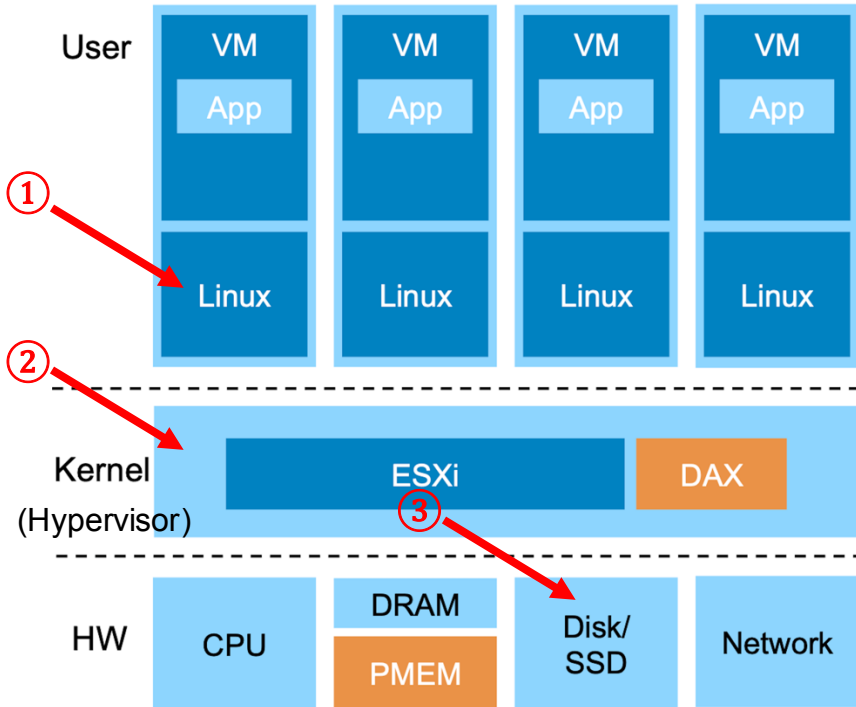 User
VM
VM
VM
VM
App
App
App
App
①
Linux
Linux
Linux
Linux
②
Kernel
(Hypervisor)
ESXi
DAX
③
HW
CPU
DRAM
PMEM
Disk/
SSD
Network